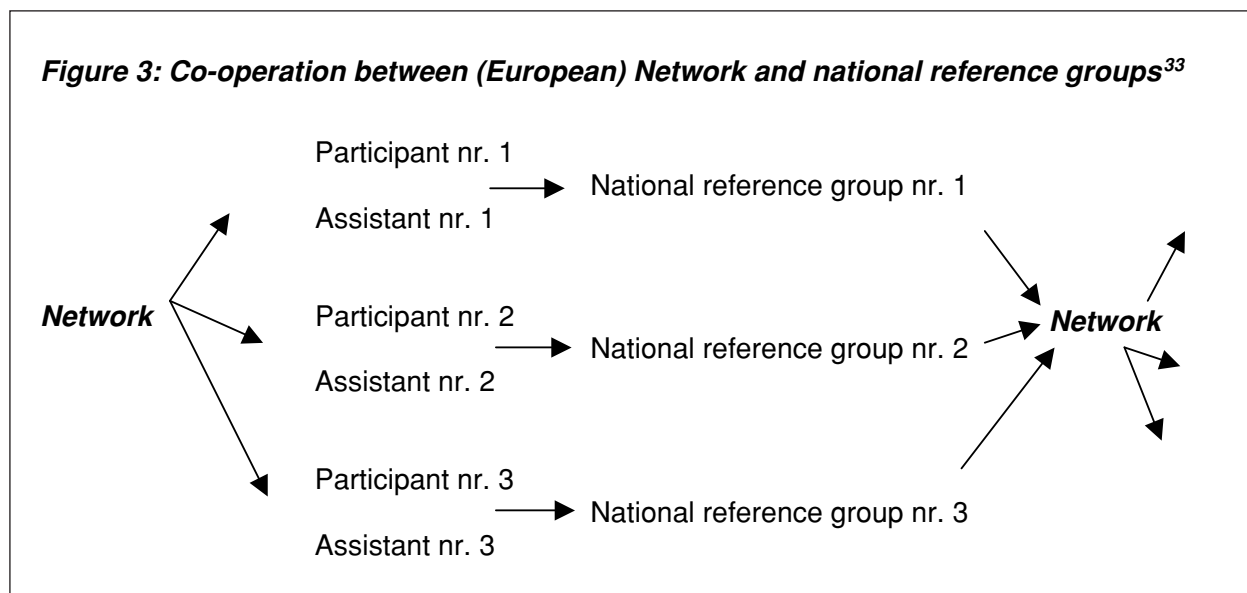 Figure 3: Co-operation between (European) Network and national reference groups33
Participant nr. 1
National reference group nr. 1
Assistant nr. 1
Network
Participant nr. 2
National reference group nr. 2
Assistant nr. 2
Network
Participant nr. 3
National reference group nr. 3
Assistant nr. 3